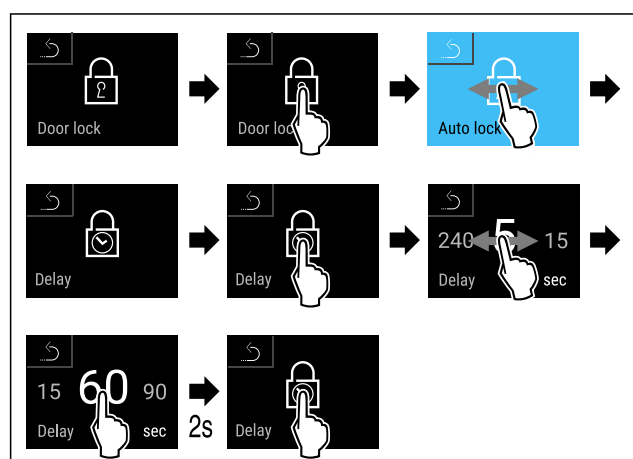 Door lock
Door loc
Auto lock
Delay
Delay
240 5 15
Delay sec
15 60 90
Delay sec
2s
Delay